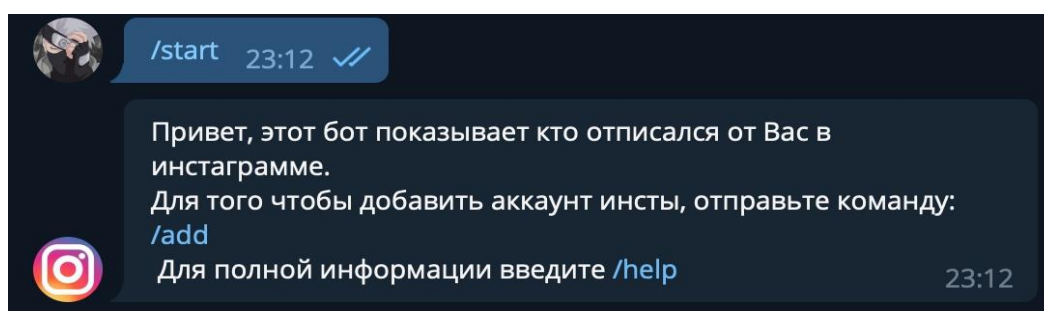 /start 23:12
Привет, этот бот показывает кто отписался от Вас в
инстаграмме.
Для того чтобы добавить аккаунт инсты, отправьте команду:
/add
Для полной информации введите /help
23:12